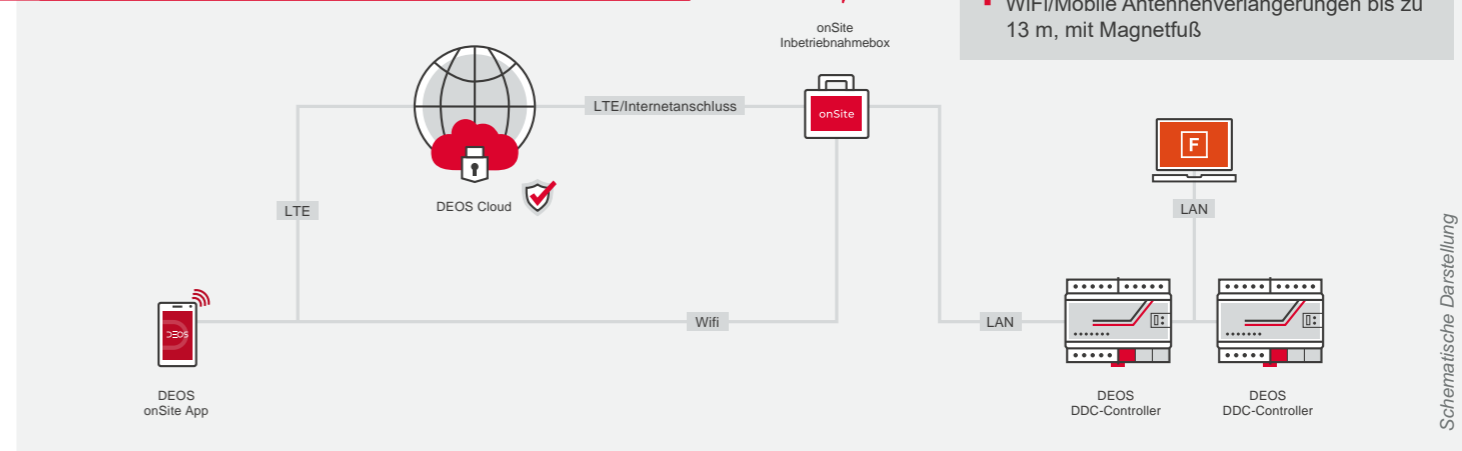 WiFi/Mobile Antennenverlängerungen bis zu
13 m, mit Magnetfuß
onSite
Inbetriebnahmebox
LTE/Internetanschluss
onSite
F
DEOS Cloud
LTE
LAN
DEOS
Wifi
LAN
DEOS
onSite App
DEOS
DDC-Controller
DEOS
DDC-Controller
Schematische Darstellung